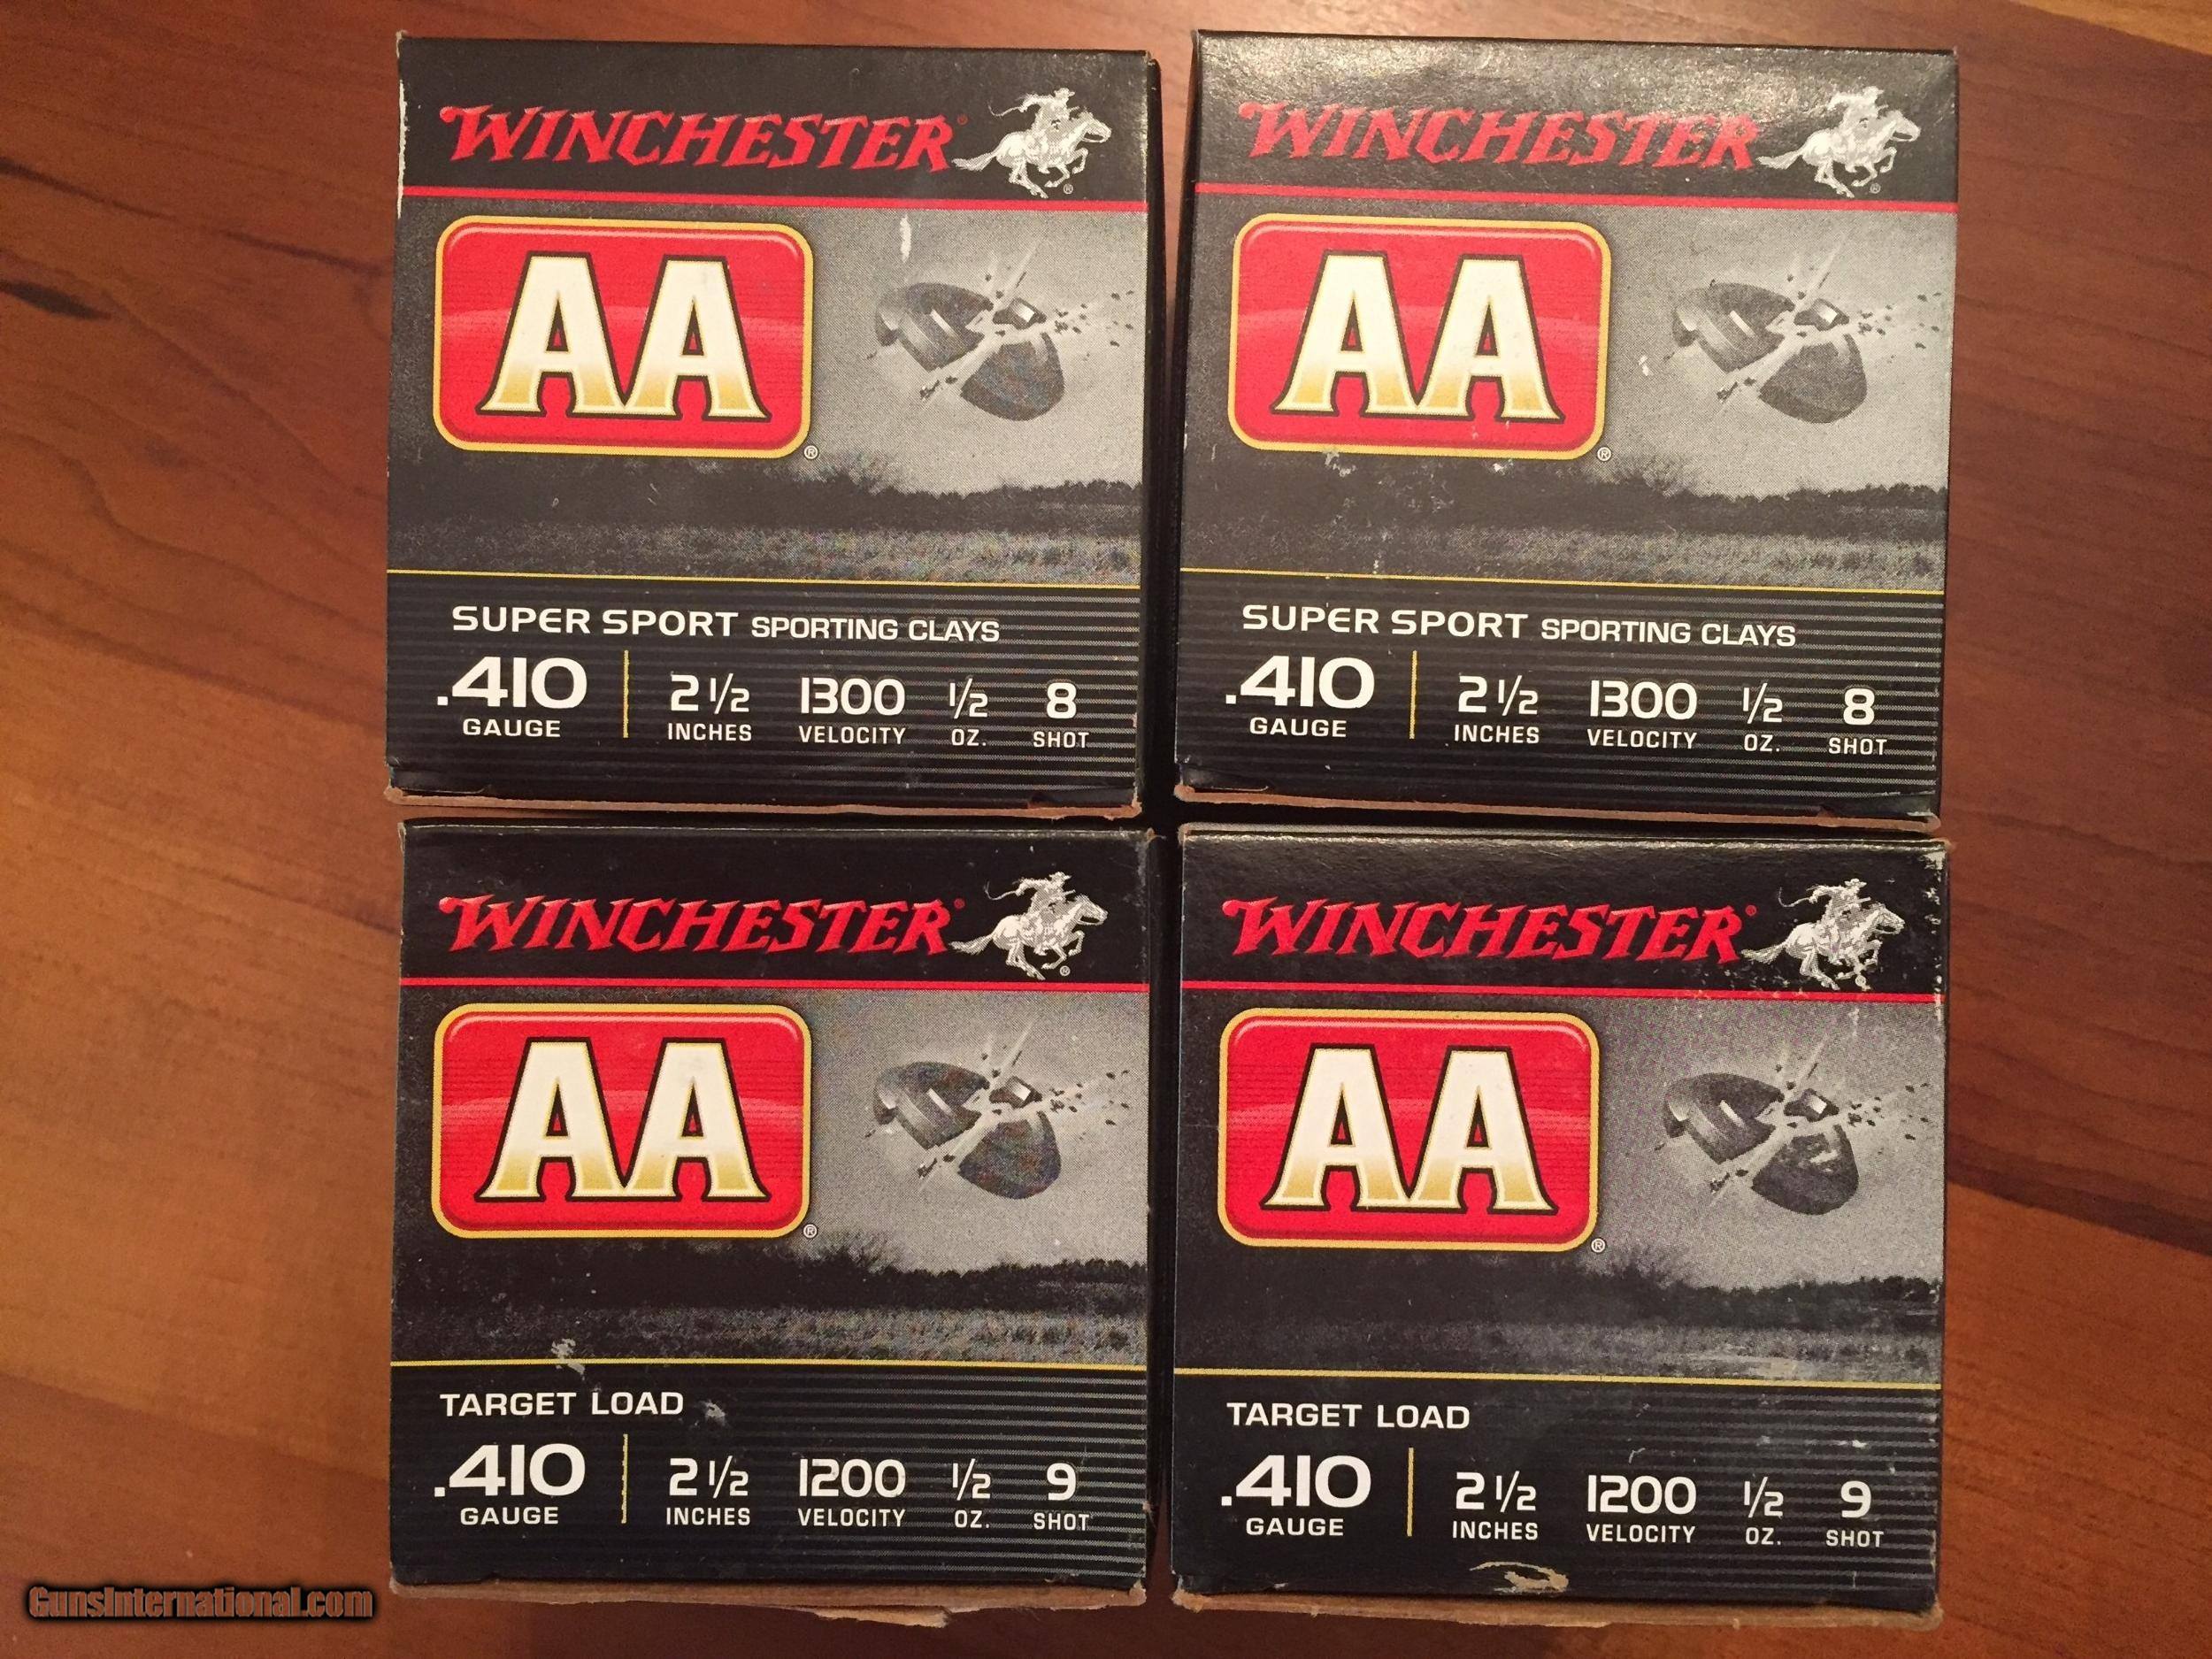 WINCHESTER®
AA®
SUPER SPORT SPORTING CLAYS
.410 GAUGE 2 1/2 INCHES 1300 VELOCITY 1/2 OZ. 8 SHOT
WINCHESTER
AA®
SUPER SPORT SPORTING CLAYS
.410 GAUGE 2 1/2 INCHES 1300 VELOCITY 1/2 OZ. 8 SHOT
WINCHESTER®
AA®
TARGET LOAD
.410 GAUGE 2 1/2 INCHES 1200 VELOCITY 1/2 OZ. 9 SHOT
WINCHESTER®
AA®
TARGET LOAD
.410 GAUGE 2 1/2 INCHES 1200 VELOCITY 1/2 OZ. 9 SHOT
GunsInternational.com